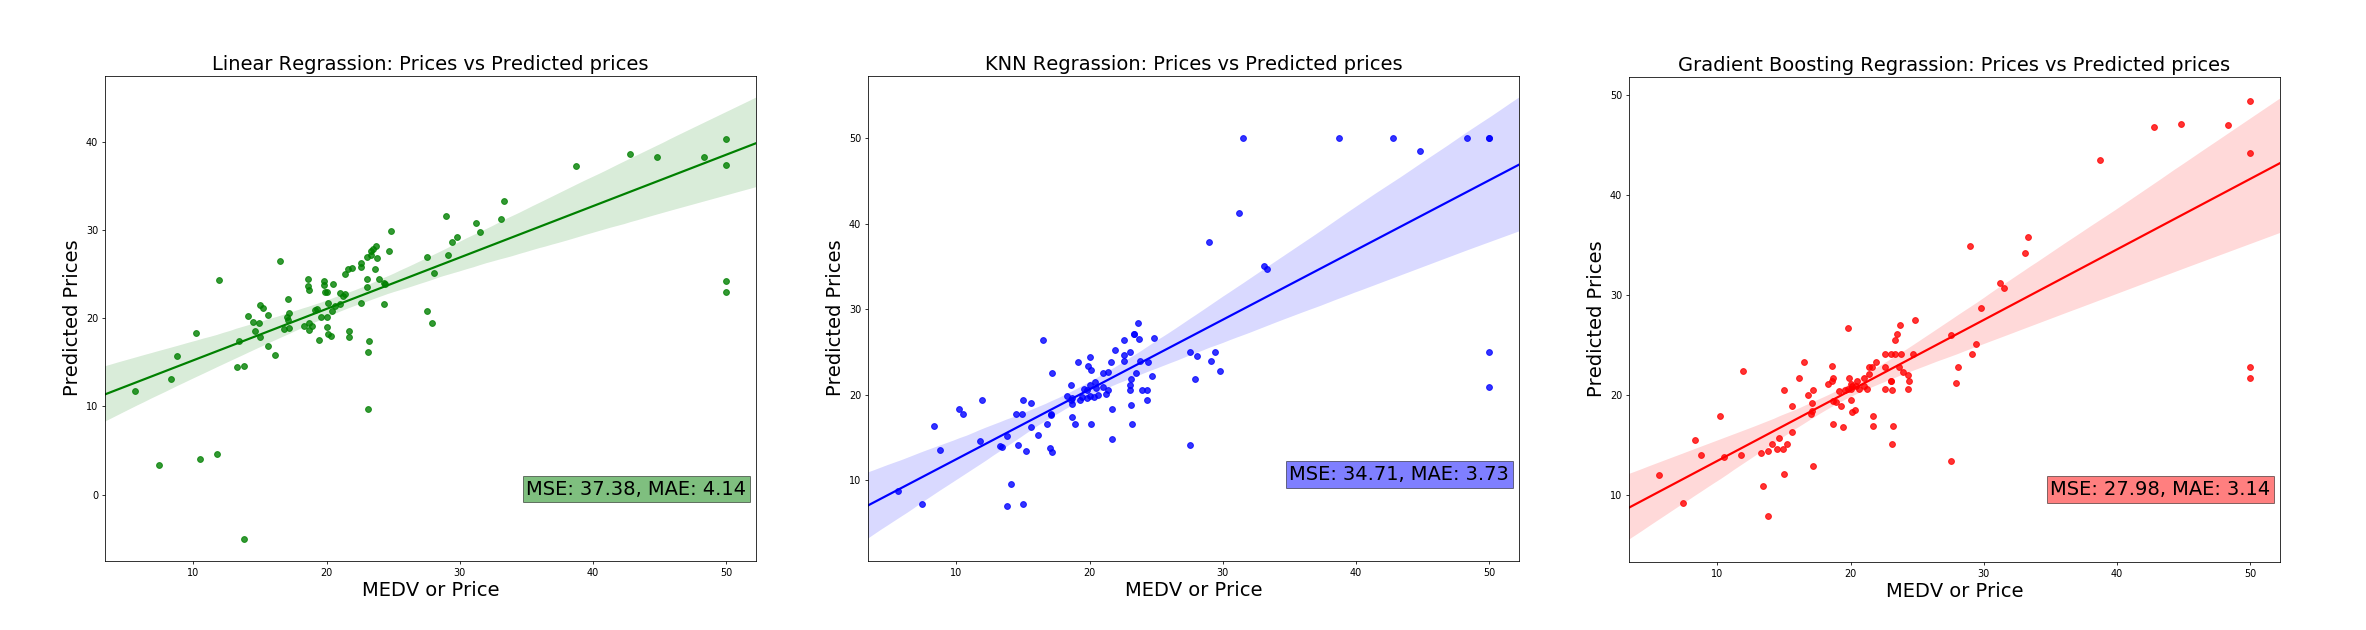 Linear Regrassion: Prices vs Predicted prices
Predicted Prices
40
30
20
10
0
MSE: 37.38, MAE: 4.14
10 20 30 40 50
MEDV or Price
KNN Regrassion: Prices vs Predicted prices
Predicted Prices
50
40
30
20
10
MSE: 34.71, MAE: 3.73
10 20 30 40 50
MEDV or Price
Gradient Boosting Regrassion: Prices vs Predicted prices
Predicted Prices
50
40
30
20
10
MSE: 27.98, MAE: 3.14
10 20 30 40 50
MEDV or Price